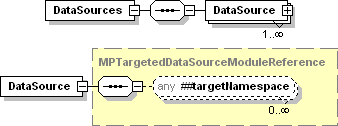 DataSources
DataSource
1..∞
MPTargetedDataSourceModuleReference
DataSource
any ##targetNamespace
0..∞